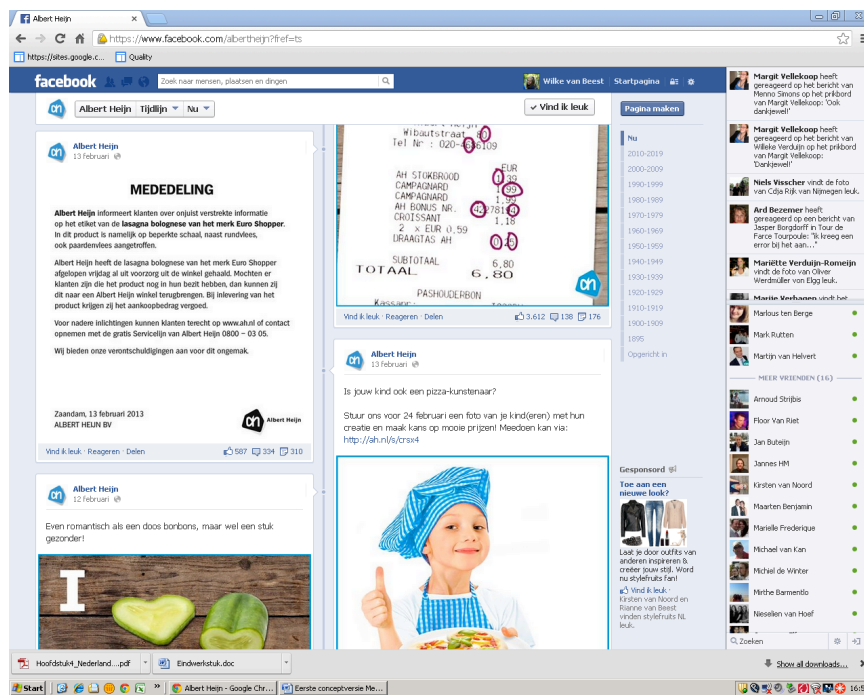 Albert Heijn
https://www.facebook.com/albertheijn?fref=ts
https://sites.google.c...
Quality
facebook
Zoek naar mensen, plaatsen en dingen
Wilke van Beest
Startpagina
Albert Heijn
Tijdlijn
Nu
Vind ik leuk
Pagina maken
Albert Heijn
13 februari
MEDEDELING
Albert Heijn informeert klanten over onjuist verstrekte informatie
op het etiket van de lasagna bolognese van het merk Euro Shopper.
In dit product is namelijk op beperkte schaal, naast rundvlees,
ook paardenvlees aangetroffen.
Albert Heijn heeft de lasagna bolognese van het merk Euro Shopper
afgelopen vrijdag al uit voorzorg uit de winkel gehaald. Mochten er
klanten zijn die het product nog in hun bezit hebben, dan kunnen zij
dit naar een Albert Heijn winkel terugbrengen. Bij inlevering van het
product krijgen zij het aankoopbedrag vergoed.
Voor nadere inlichtingen kunnen klanten terecht op www.ah.nl of contact
opnemen met de gratis Servicelijn van Albert Heijn 0800 – 03 05.
Wij bieden onze verontschuldigingen aan voor dit ongemak.
Zaandam, 13 februari 2013
ALBERT HEIJN BV
Albert Heijn
Vind ik leuk · Reageren · Delen
587 334 310
Albert Heijn
12 februari
Even romantisch als een doos bonbons, maar wel een stuk
gezonder!
I
Wibautstraat 80
Tel Nr : 020-4686109
EUR
AH STOKBROOD 1,39
CAMPAGNARD 1,99
CAMPAGNARD 1,99
AH BONUS NR.
CROISSANT 1,18
2 x EUR 0,59
DRAAGTAS AH 0,25
SUBTOTAAL 6,80
TOTAAL 6,80
PASHOUDERBON
Vind ik leuk · Reageren · Delen
3.612 138 176
Albert Heijn
13 februari
Is jouw kind ook een pizza-kunstenaar?
Stuur ons voor 24 februari een foto van je kind(eren) met hun
creatie en maak kans op mooie prijzen! Meedoen kan via:
http://ah.nl/s/crsx4
Nu
2010-2019
2000-2009
1990-1999
1980-1989
1970-1979
1960-1969
1950-1959
1940-1949
1930-1939
1920-1929
1910-1919
1900-1909
1895
Opgericht in
Gesponsord
Toe aan een
nieuwe look?
Laat je door outfits van
anderen inspireren &
creëer jouw stijl. Word
nu stylefruits fan!
Vind ik leuk ·
Kirsten van Noord en
Rianne van Beest
vinden stylefruits NL
leuk.
Margit Vellekoop heeft
gereageerd op het bericht van
Menno Simons op het prikbord
van Margit Vellekoop: 'Ook
dankjewel!'
Margit Vellekoop heeft
gereageerd op het bericht van
Willeke Verduijn op het prikbord
van Margit Vellekoop:
'Dankjewel!'
Niels Visscher vindt de foto
van Cdja Rijk van Nijmegen leuk.
Ard Bezemer heeft
gereageerd op een bericht van
Jasper Borgdorff in Tour de
Farce Tourpoule: "ik kreeg een
error bij het aan..."
Mariëtte Verduijn-Romeijn
vindt de foto van Oliver
Werdmüller von Elgg leuk.
Marije Verhagen vindt het
Marlous ten Berge
Mark Rutten
Martijn van Helvert
MEER VRIENDEN (16)
Arnoud Strijbis
Floor Van Riet
Jan Buteijn
Jannes HM
Kirsten van Noord
Maarten Benjamin
Marielle Frederique
Michael van Kan
Michiel de Winter
Mirthe Barmentlo
Nieselien van Hoef
Zoeken
Hoofdstuk4_Nederland....pdf
Eindwerkstuk.doc
Show all downloads...
Start
Albert Heijn - Google Chr...
Eerste conceptversie Me...